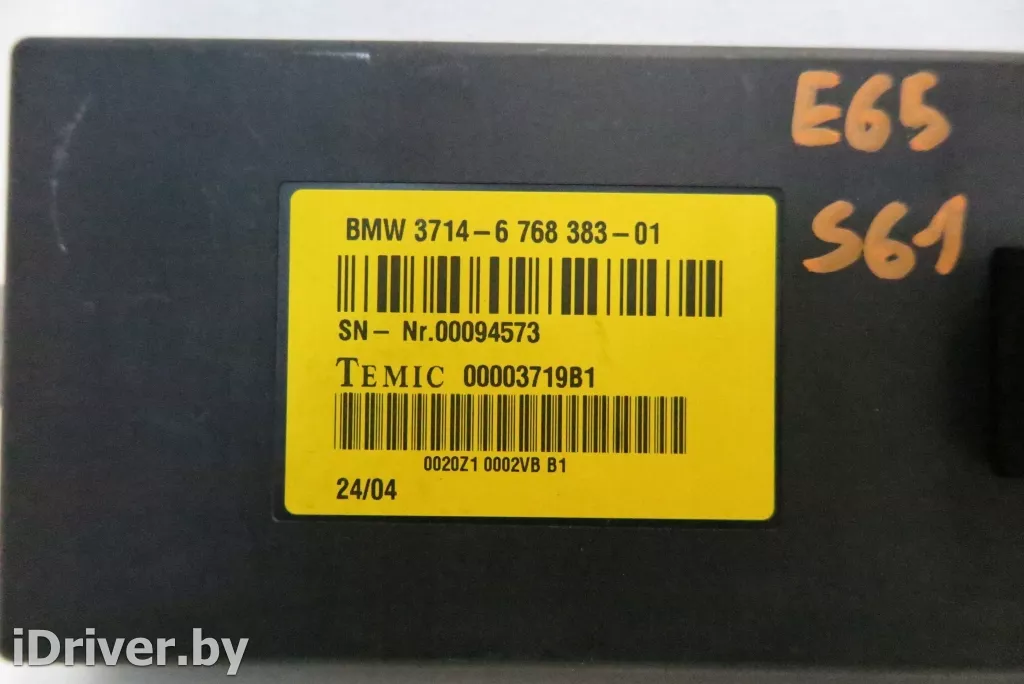 E65
S61
BMW 3714-6 768 383-01
SN- Nr.00094573
TEMIC 00003719B1
0020Z1 0002VB B1
24/04
iDriver.by